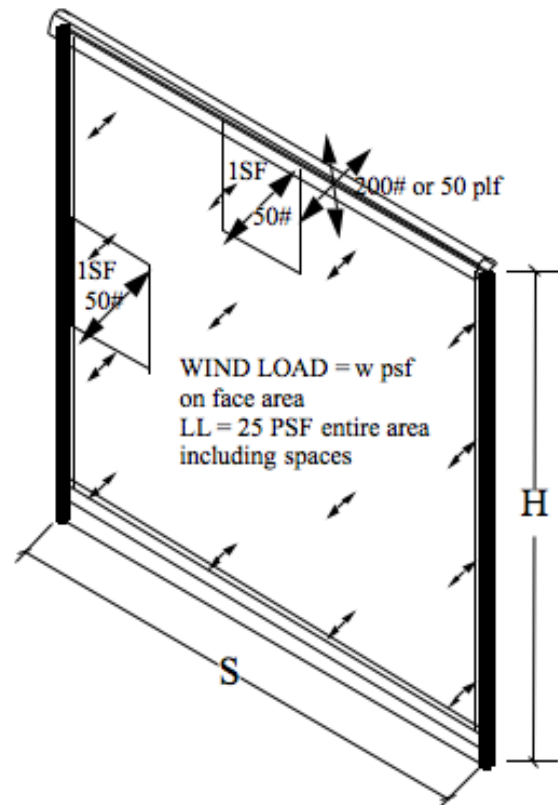 1SF
50#
200# or 50 plf
1SF
50#
WIND LOAD = w psf
on face area
LL = 25 PSF entire area
including spaces
H
S